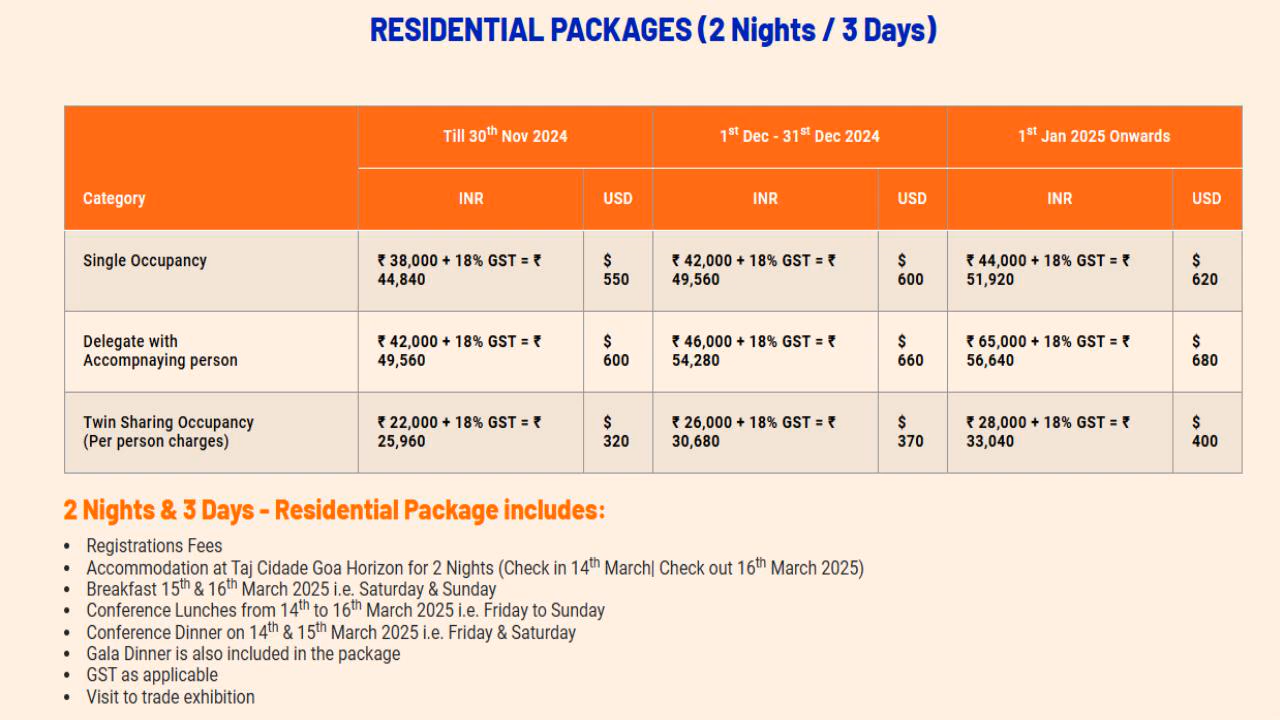 RESIDENTIAL PACKAGES (2 Nights / 3 Days)
Till 30th Nov 2024
1st Dec - 31st Dec 2024
1st Jan 2025 Onwards
Category
INR
USD
INR
USD
INR
USD
Single Occupancy
₹ 38,000 + 18% GST = ₹
44,840
$
550
₹ 42,000 + 18% GST = ₹
49,560
$
600
₹ 44,000 + 18% GST = ₹
51,920
$
620
Delegate with
Accompnaying person
₹ 42,000 + 18% GST = ₹
49,560
$
600
₹ 46,000 + 18% GST = ₹
54,280
$
660
₹ 65,000 + 18% GST = ₹
56,640
$
680
Twin Sharing Occupancy
(Per person charges)
₹ 22,000 + 18% GST = ₹
25,960
$
320
₹ 26,000 + 18% GST = ₹
30,680
$
370
₹ 28,000 + 18% GST = ₹
33,040
$
400
2 Nights & 3 Days - Residential Package includes:
• Registrations Fees
• Accommodation at Taj Cidade Goa Horizon for 2 Nights (Check in 14th March| Check out 16th March 2025)
• Breakfast 15th & 16th March 2025 i.e. Saturday & Sunday
• Conference Lunches from 14th to 16th March 2025 i.e. Friday to Sunday
• Conference Dinner on 14th & 15th March 2025 i.e. Friday & Saturday
• Gala Dinner is also included in the package
• GST as applicable
• Visit to trade exhibition